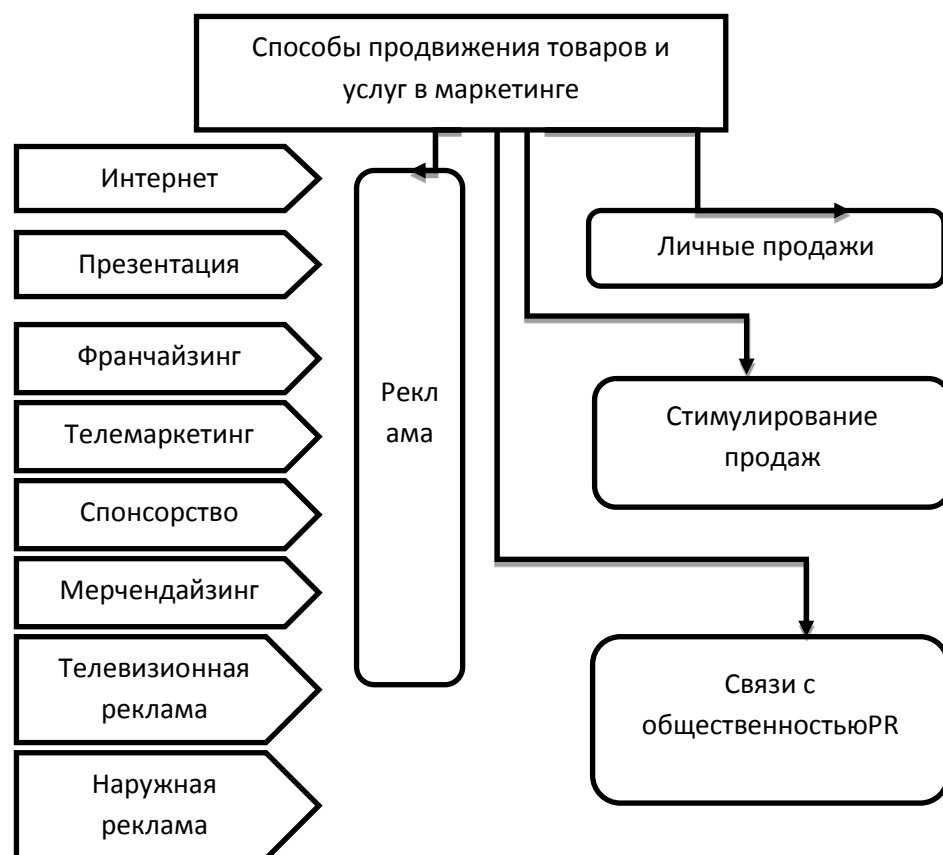 Способы продвижения товаров и
услуг в маркетинге
Интернет
Презентация
Франчайзинг
Телемаркетинг
Спонсорство
Мерчендайзинг
Телевизионная
реклама
Наружная
реклама
Рекл
ама
Личные продажи
Стимулирование
продаж
Связи с
общественностьюPR